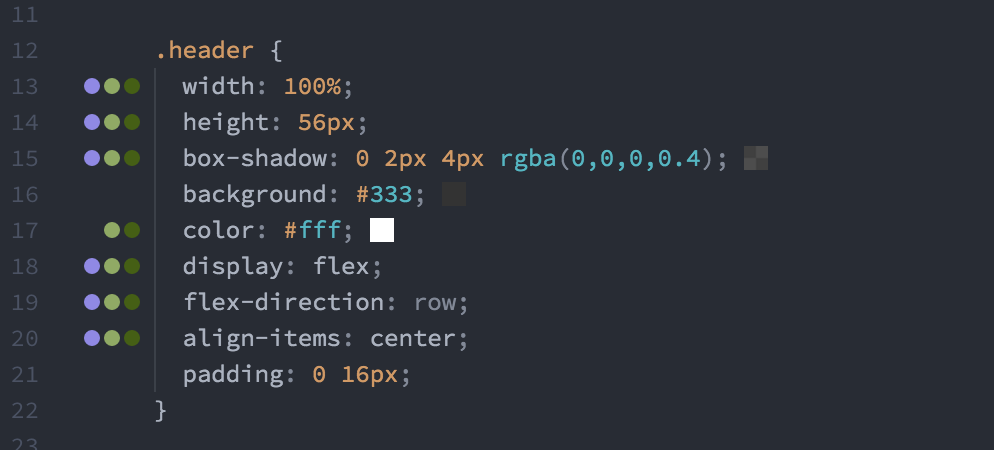 11
12 .header {
13 width: 100%;
14 height: 56px;
15 box-shadow: 0 2px 4px rgba(0,0,0,0.4);
16 background: #333;
17 color: #fff;
18 display: flex;
19 flex-direction: row;
20 align-items: center;
21 padding: 0 16px;
22 }
23